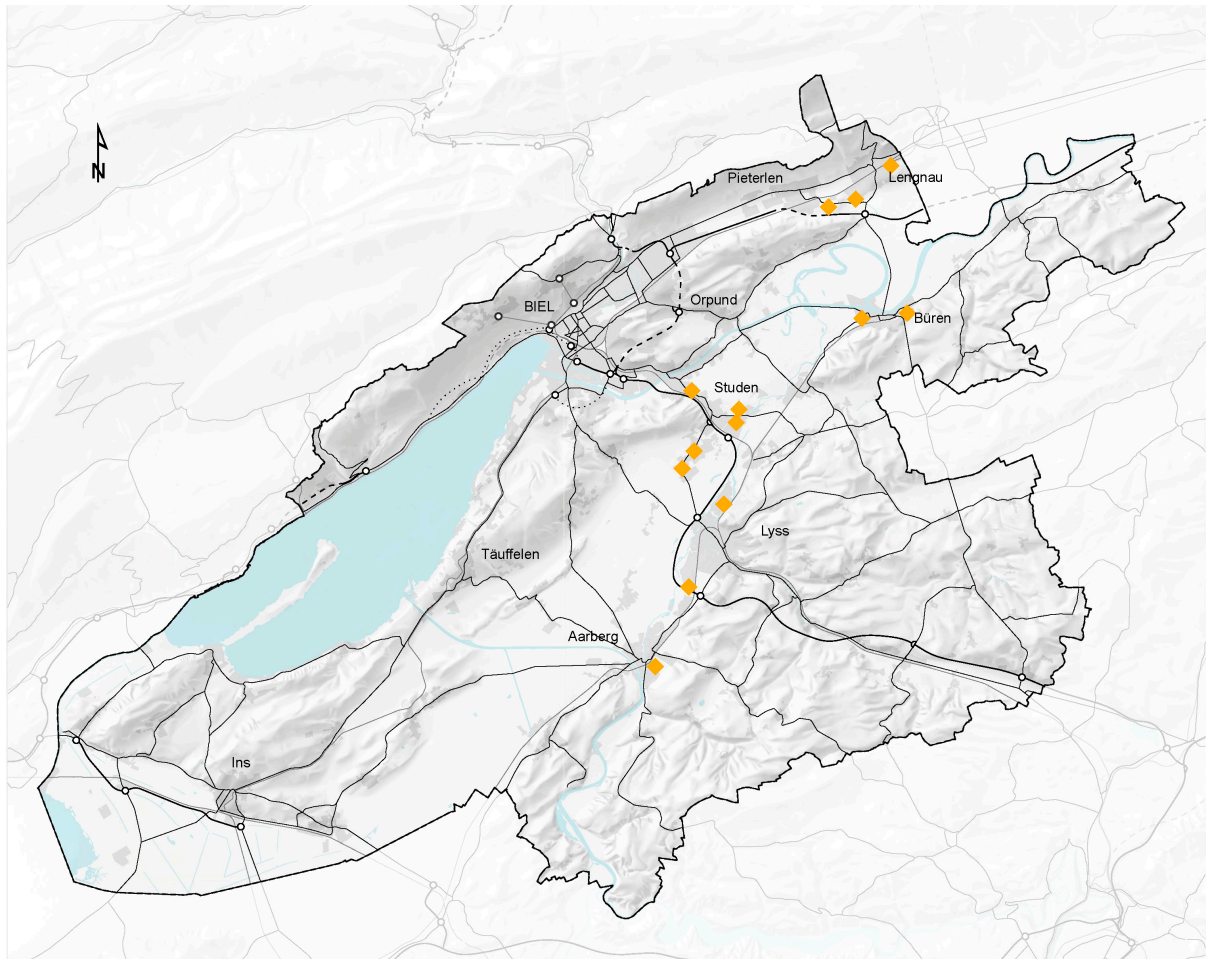 N
Pieterlen
Lengnau
BIEL
Orpund
Büren
Studen
Lyss
Täuffelen
Aarberg
Ins